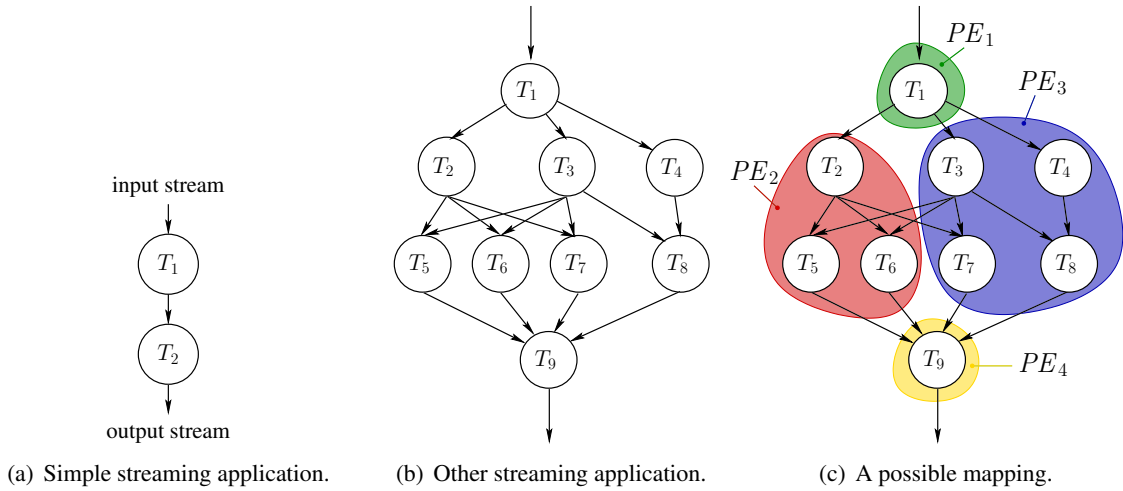 input stream
T1
T2
output stream
(a) Simple streaming application.
T1
T2 T3 T4
T5 T6 T7 T8
T9
(b) Other streaming application.
PE1
T1
PE3
PE2
T2 T3 T4
T5 T6 T7 T8
T9
PE4
(c) A possible mapping.